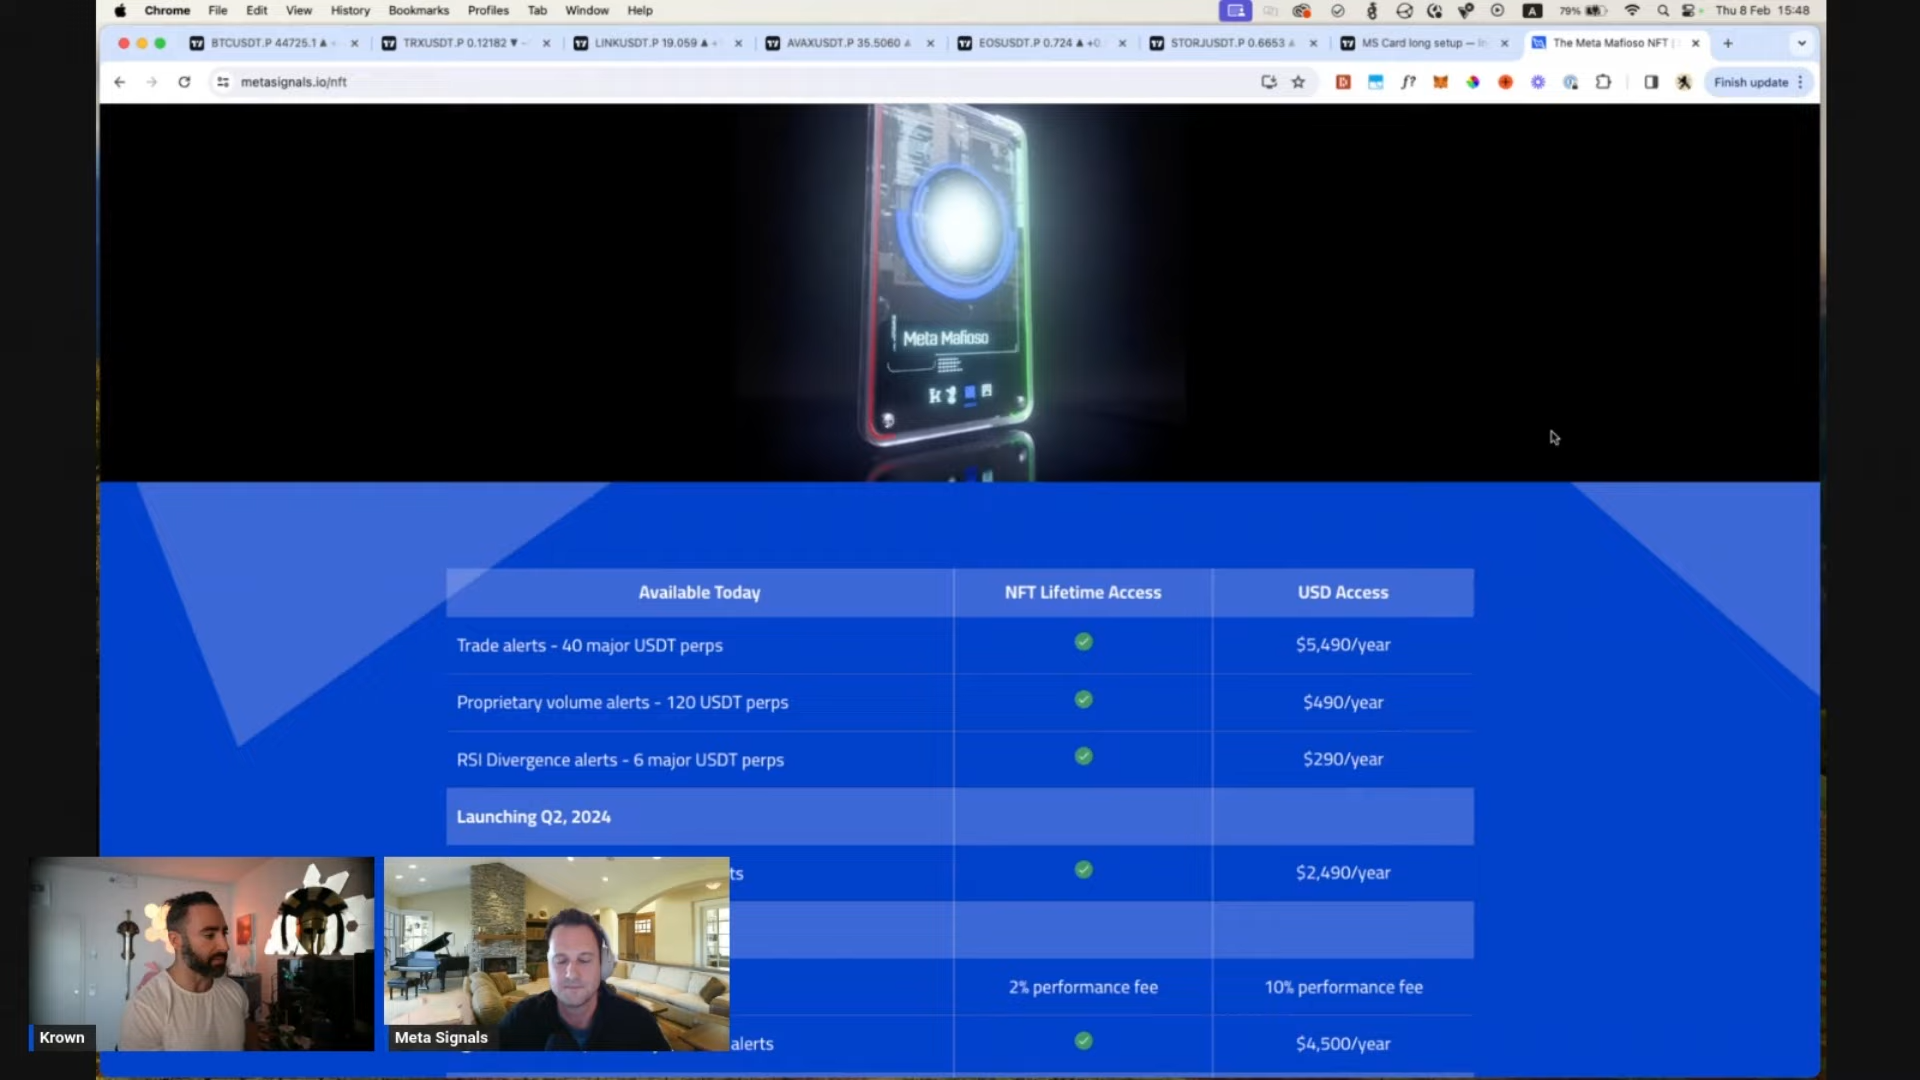 Chrome File Edit View History Bookmarks Profiles Tab Window Help A 79% Thu 8 Feb 15:48
BTCUSDT.P 44725.1 ▲ TRXUSDT.P 0.12182 ▼ LINKUSDT.P 19.059 ▲ AVAXUSDT.P 35.5060 EOSUSDT.P 0.724 ▲ +0 STORJUSDT.P 0.6653 MS Card long setup — The Meta Mafioso NFT
metasignals.io/nft f? Finish update
Meta Mafioso
Available Today NFT Lifetime Access USD Access
Trade alerts - 40 major USDT perps $5,490/year
Proprietary volume alerts - 120 USDT perps $490/year
RSI Divergence alerts - 6 major USDT perps $290/year
Launching Q2, 2024
ts $2,490/year
2% performance fee 10% performance fee
alerts $4,500/year
Krown
Meta Signals